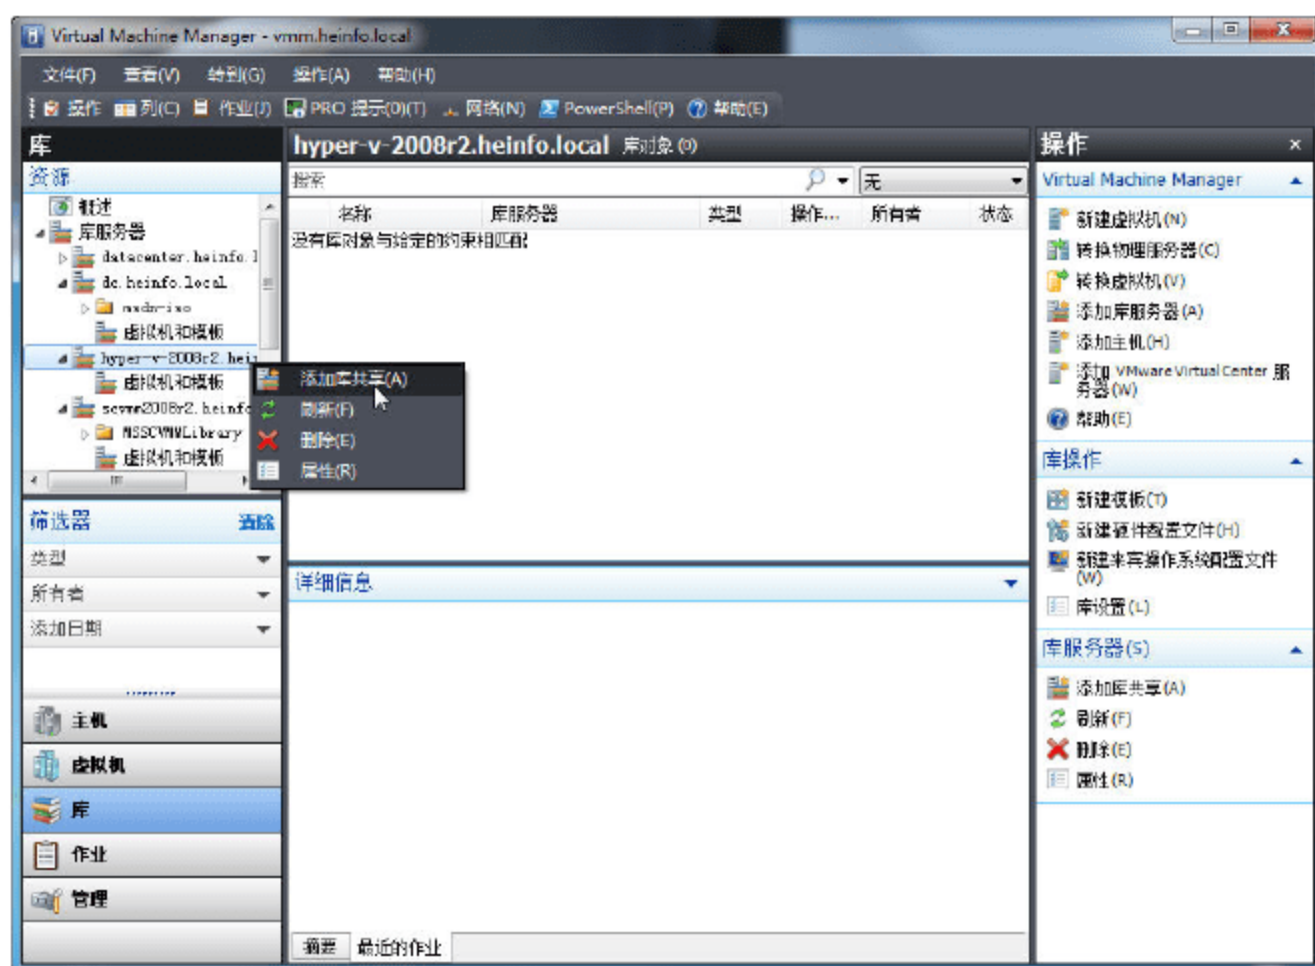 Virtual Machine Manager - vmm.heinfo.local
文件(F) 查看(V) 转到(G) 操作(A) 帮助(H)
操作 列(C) 作业(J) PRO 提示(0)(T) 网络(N) PowerShell(P) 帮助(E)
库
资源
概述
库服务器
datacenter.heinfo.l
dc.heinfo.local
msdn-iso
虚拟机和模板
hyper-v-2008r2.hein
虚拟机和模板
scvmm2008r2.heinfo
MSSCVMMLibrary
虚拟机和模板
添加库共享(A)
刷新(F)
删除(E)
属性(R)
筛选器 清除
类型
所有者
添加日期
主机
虚拟机
库
作业
管理
hyper-v-2008r2.heinfo.local 库对象 (0)
搜索 无
名称 库服务器 类型 操作... 所有者 状态
没有库对象与给定的约束相匹配
详细信息
摘要 最近的作业
操作 ×
Virtual Machine Manager
新建虚拟机(N)
转换物理服务器(C)
转换虚拟机(V)
添加库服务器(A)
添加主机(H)
添加 VMware Virtual Center 服
务器(W)
帮助(E)
库操作
新建模板(T)
新建硬件配置文件(H)
新建来宾操作系统配置文件
(W)
库设置(L)
库服务器(S)
添加库共享(A)
刷新(F)
删除(E)
属性(R)